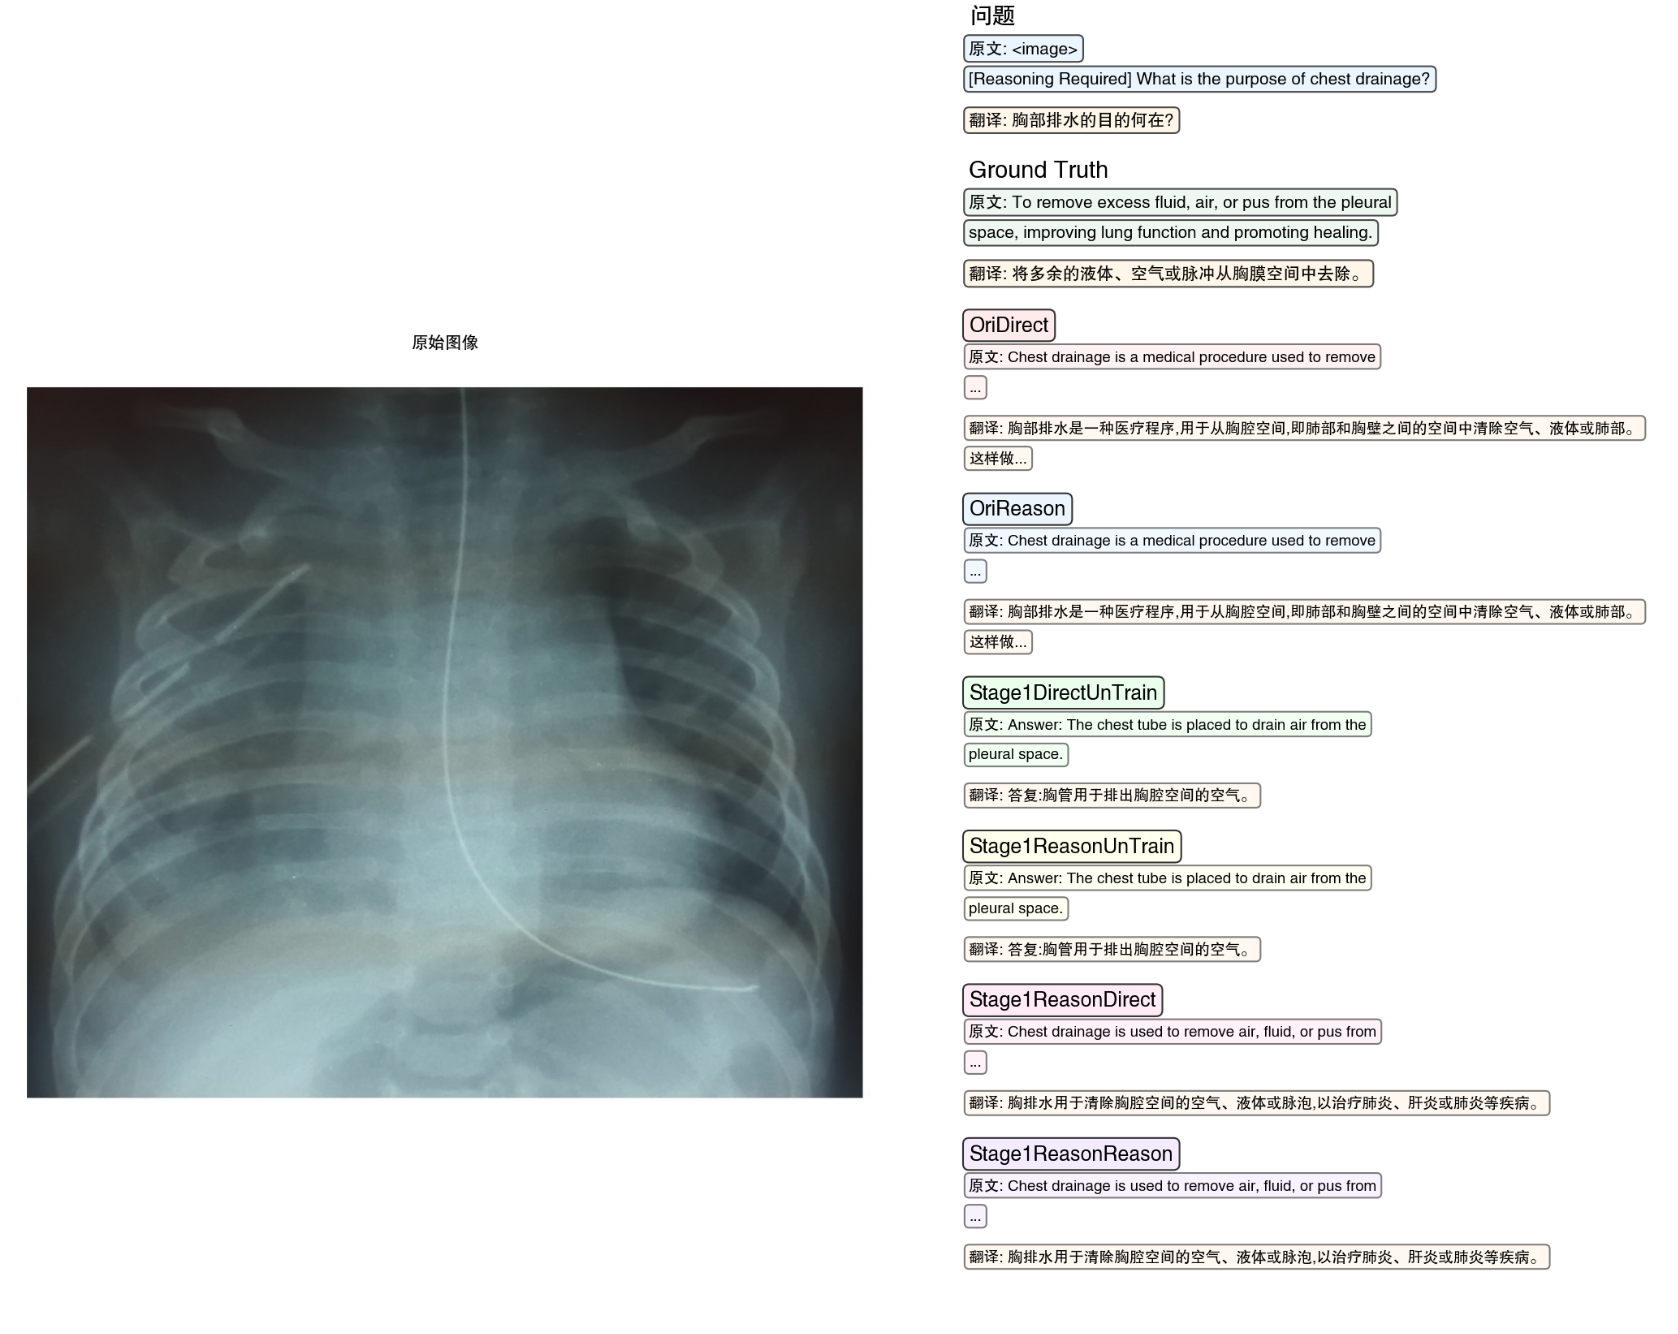 问题
原文: <image>
[Reasoning Required] What is the purpose of chest drainage?
翻译: 胸部排水的目的何在?
Ground Truth
原文: To remove excess fluid, air, or pus from the pleural
space, improving lung function and promoting healing.
翻译: 将多余的液体、空气或脉冲从胸膜空间中去除。
原始图像
OriDirect
原文: Chest drainage is a medical procedure used to remove
...
翻译: 胸部排水是一种医疗程序,用于从胸腔空间,即肺部和胸壁之间的空间中清除空气、液体或肺部。
这样做...
OriReason
原文: Chest drainage is a medical procedure used to remove
...
翻译: 胸部排水是一种医疗程序,用于从胸腔空间,即肺部和胸壁之间的空间中清除空气、液体或肺部。
这样做...
Stage1DirectUnTrain
原文: Answer: The chest tube is placed to drain air from the
pleural space.
翻译: 答复:胸管用于排出胸腔空间的空气。
Stage1ReasonUnTrain
原文: Answer: The chest tube is placed to drain air from the
pleural space.
翻译: 答复:胸管用于排出胸腔空间的空气。
Stage1ReasonDirect
原文: Chest drainage is used to remove air, fluid, or pus from
...
翻译: 胸排水用于清除胸腔空间的空气、液体或脉泡,以治疗肺炎、肝炎或肺炎等疾病。
Stage1ReasonReason
原文: Chest drainage is used to remove air, fluid, or pus from
...
翻译: 胸排水用于清除胸腔空间的空气、液体或脉泡,以治疗肺炎、肝炎或肺炎等疾病。